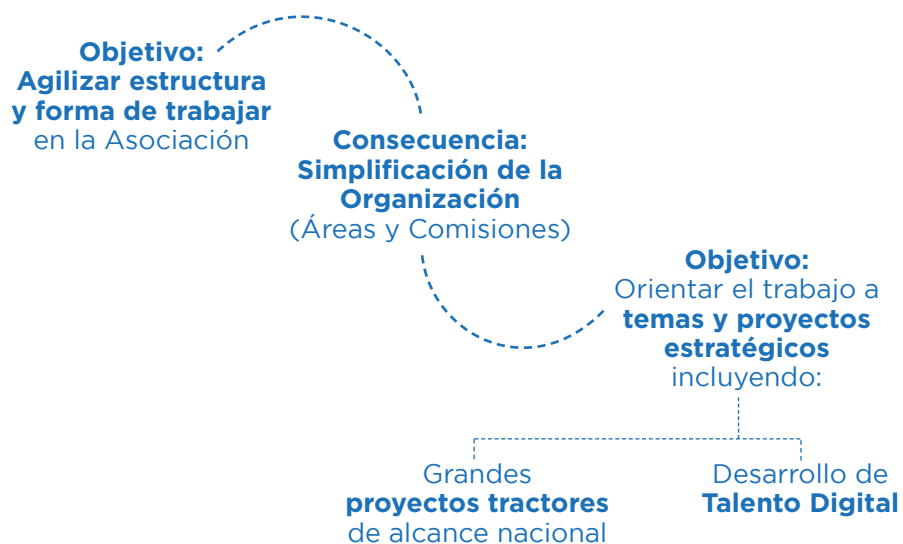 Objetivo:
Agilizar estructura
y forma de trabajar
en la Asociación
Consecuencia:
Simplificación de la
Organización
(Áreas y Comisiones)
Objetivo:
Orientar el trabajo a
temas y proyectos
estratégicos
incluyendo:
Grandes
proyectos tractores
de alcance nacional
Desarrollo de
Talento Digital